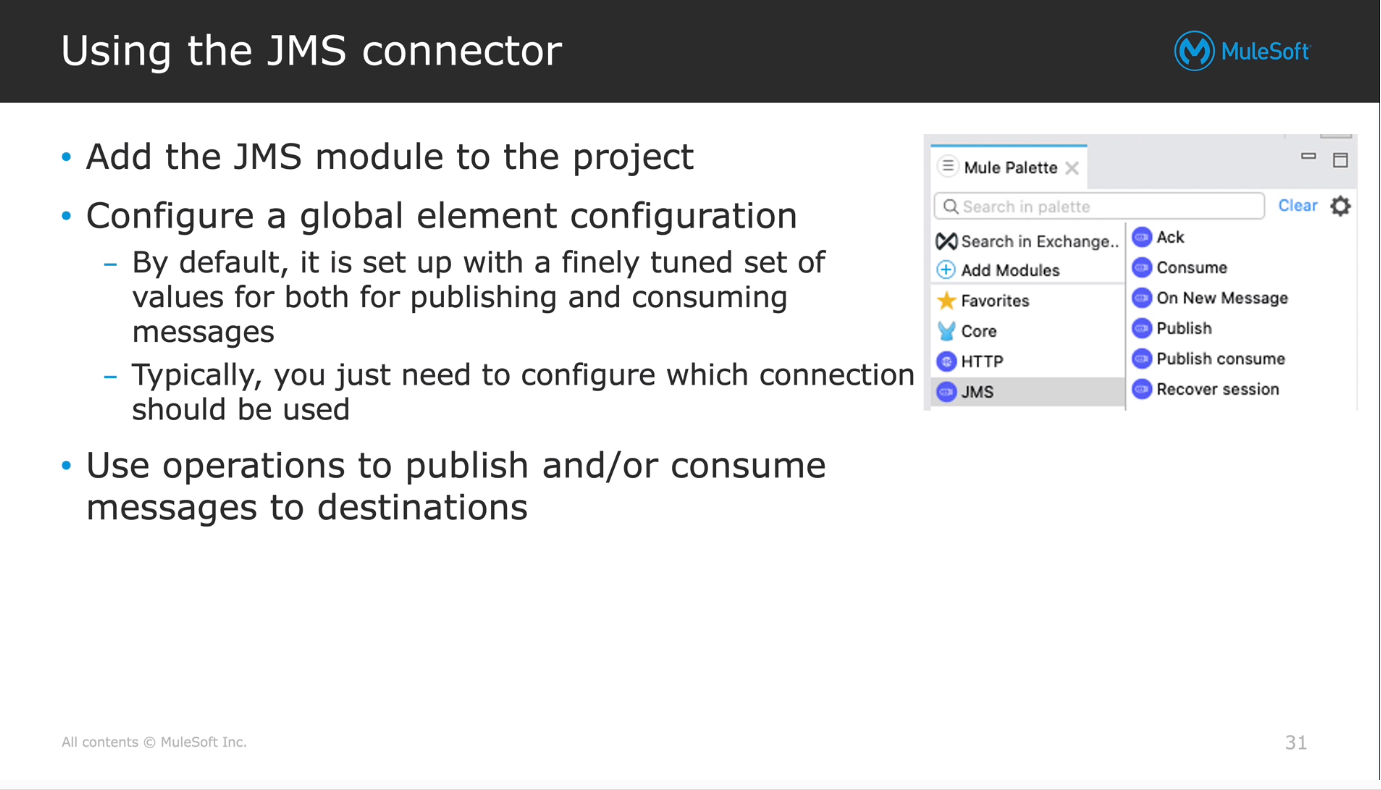 Using the JMS connector
MuleSoft
• Add the JMS module to the project
• Configure a global element configuration
– By default, it is set up with a finely tuned set of
values for both for publishing and consuming
messages
– Typically, you just need to configure which connection
should be used
• Use operations to publish and/or consume
messages to destinations
Mule Palette
Search in palette
Clear
Search in Exchange..
Add Modules
Favorites
Core
HTTP
JMS
Ack
Consume
On New Message
Publish
Publish consume
Recover session
All contents © MuleSoft Inc.
31